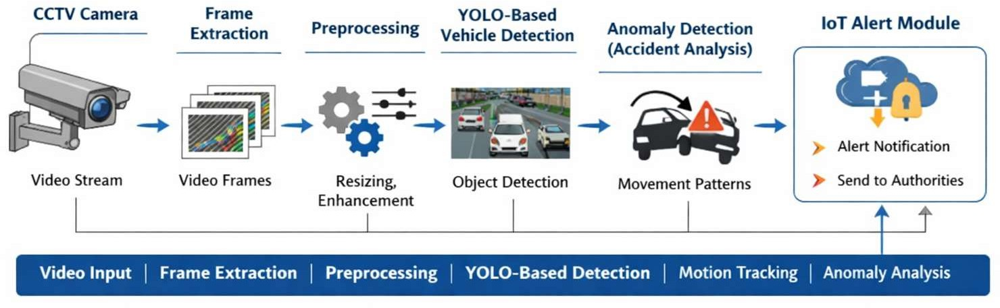 CCTV Camera
Frame
Extraction
Preprocessing
YOLO-Based
Vehicle Detection
Anomaly Detection
(Accident Analysis)
IoT Alert Module
Video Stream
Video Frames
Resizing,
Enhancement
Object Detection
Movement Patterns
Alert Notification
Send to Authorities
Video Input | Frame Extraction | Preprocessing | YOLO-Based Detection | Motion Tracking | Anomaly Analysis